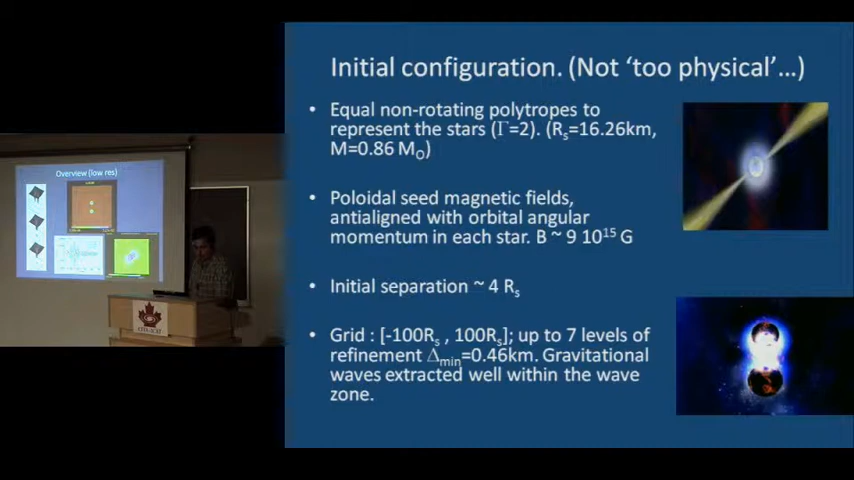 Initial configuration. (Not 'too physical'...)
• Equal non-rotating polytropes to
represent the stars (Γ=2). (Rs=16.26km,
M=0.86 MO)
• Poloidal seed magnetic fields,
antialigned with orbital angular
momentum in each star. B ~ 9 10¹⁵ G
• Initial separation ~ 4 Rs
• Grid : [-100Rs , 100Rs]; up to 7 levels of
refinement Δmin=0.46km. Gravitational
waves extracted well within the wave
zone.
Overview (low res)